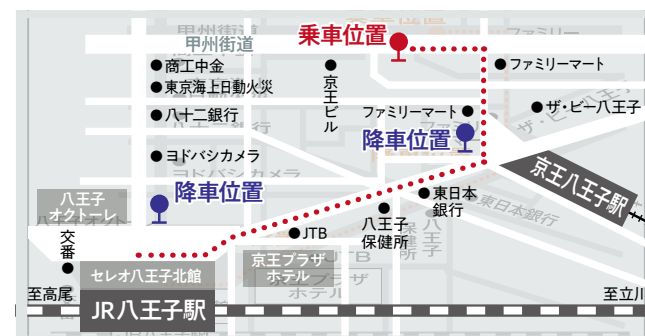 甲州街道
乗車位置
商工中金
東京海上日動火災
八十二銀行
ヨドバシカメラ
降車位置
京王ビル
ファミリーマート
ファミリーマート
ザ・ビー八王子
降車位置
京王八王子駅
東日本
銀行
八王子
保健所
JTB
八王子
オクトーレ
交番
セレオ八王子北館
京王プラザ
ホテル
至高尾
JR八王子駅
至立川